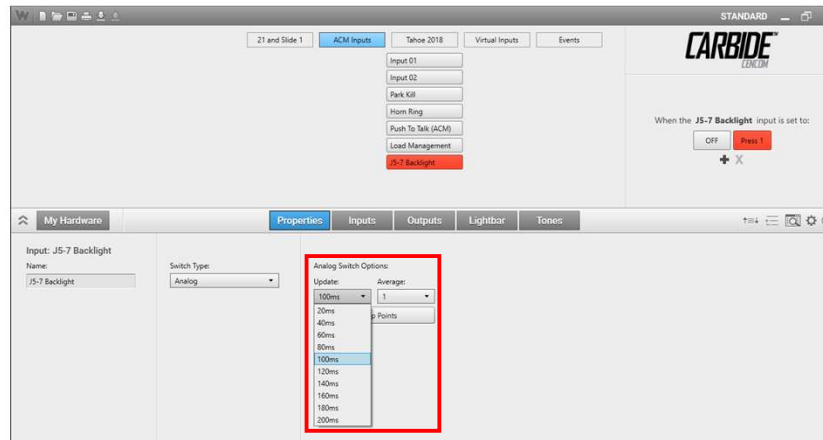 W
STANDARD
21 and Slide 1 ACM Inputs Tahoe 2018 Virtual Inputs Events
Input 01
Input 02
Park Kill
Horn Ring
Push To Talk (ACM)
Load Management
J5-7 Backlight
CARBIDE™
CENCOM
When the J5-7 Backlight input is set to:
OFF Press 1
My Hardware Properties Inputs Outputs Lightbar Tones
Input: J5-7 Backlight
Name: Switch Type: Analog Switch Options:
Update: Average:
J5-7 Backlight Analog 100ms 1
p Points
20ms
40ms
60ms
80ms
100ms
120ms
140ms
160ms
180ms
200ms